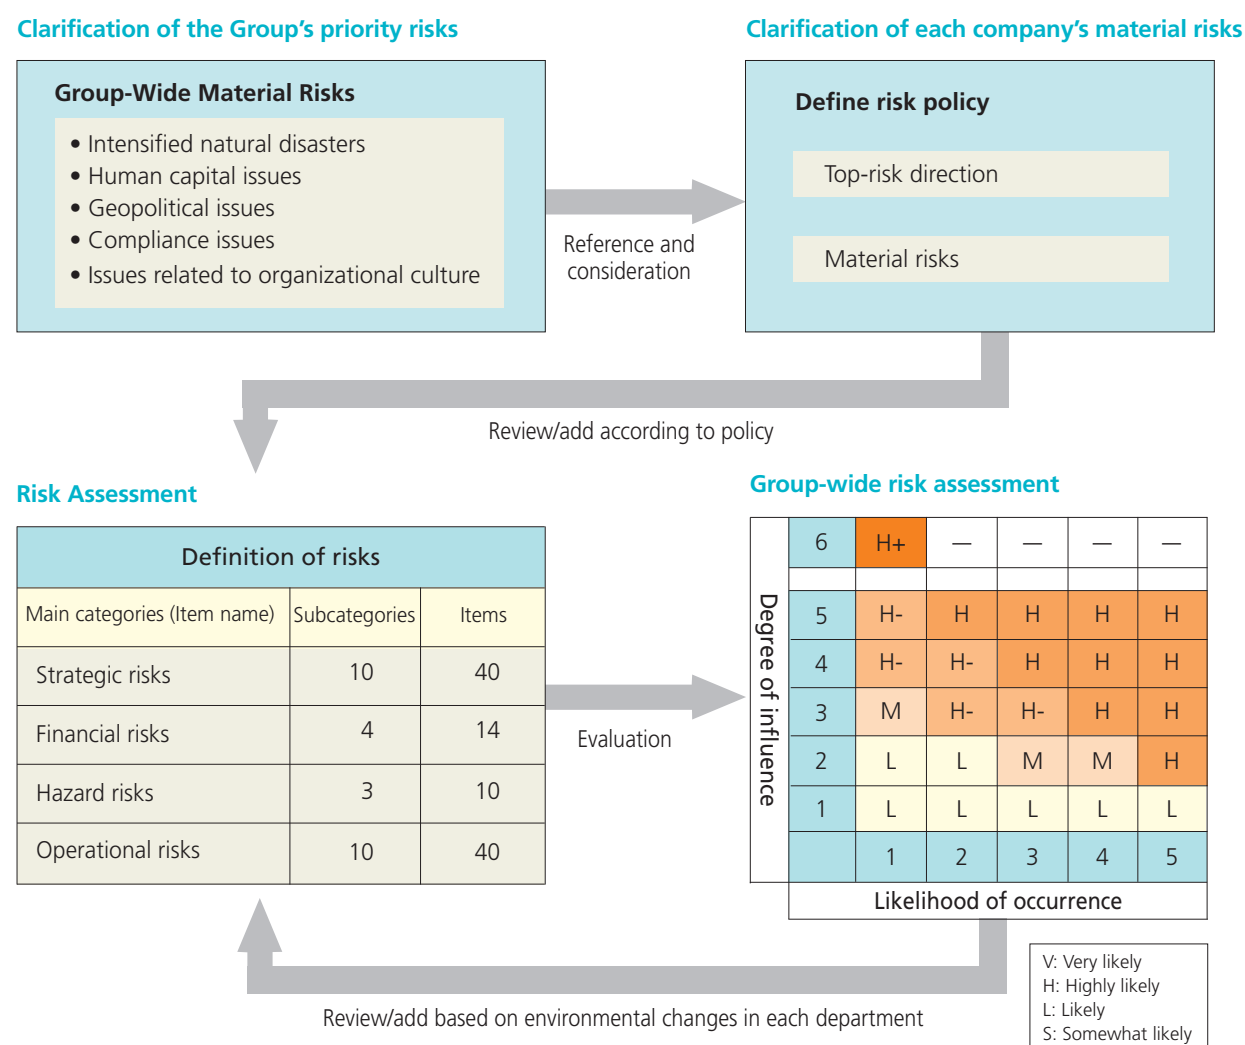 Clarification of the Group's priority risks
Group-Wide Material Risks
• Intensified natural disasters
• Human capital issues
• Geopolitical issues
• Compliance issues
• Issues related to organizational culture
Reference and
consideration
Clarification of each company's material risks
Define risk policy
Top-risk direction
Material risks
Review/add according to policy
Risk Assessment
Definition of risks
Main categories (Item name) Subcategories Items
Strategic risks 10 40
Financial risks 4 14
Hazard risks 3 10
Operational risks 10 40
Evaluation
Group-wide risk assessment
Degree of influence
6 H+ — — — —
5 H- H H H H
4 H- H- H H H
3 M H- H- H H
2 L L M M H
1 L L L L L
1 2 3 4 5
Likelihood of occurrence
V: Very likely
H: Highly likely
L: Likely
S: Somewhat likely
Review/add based on environmental changes in each department